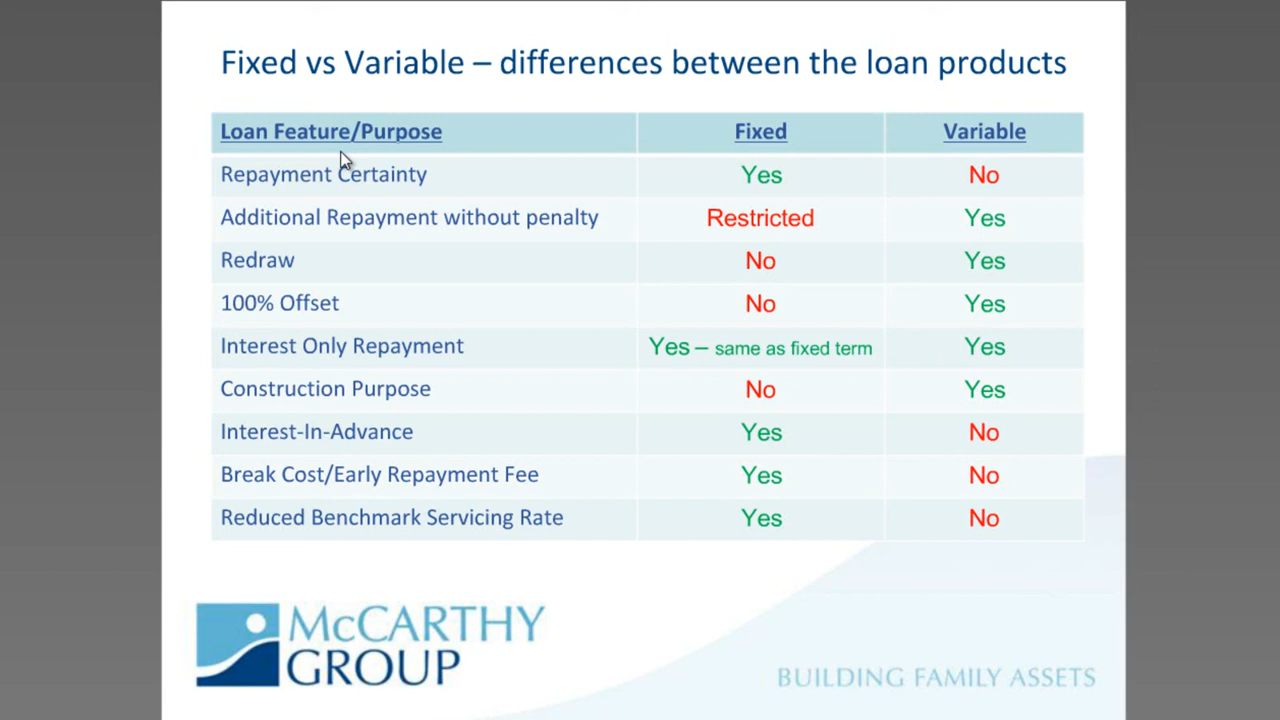 Fixed vs Variable – differences between the loan products
Loan Feature/Purpose Fixed Variable
Repayment Certainty Yes No
Additional Repayment without penalty Restricted Yes
Redraw No Yes
100% Offset No Yes
Interest Only Repayment Yes – same as fixed term Yes
Construction Purpose No Yes
Interest-In-Advance Yes No
Break Cost/Early Repayment Fee Yes No
Reduced Benchmark Servicing Rate Yes No
McCARTHY
GROUP
BUILDING FAMILY ASSETS